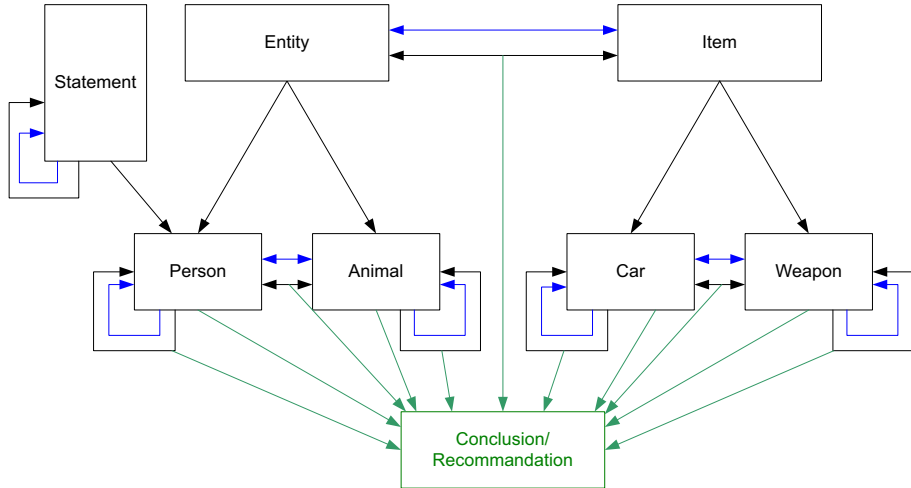 Entity
Item
Statement
Person
Animal
Car
Weapon
Conclusion/
Recommandation